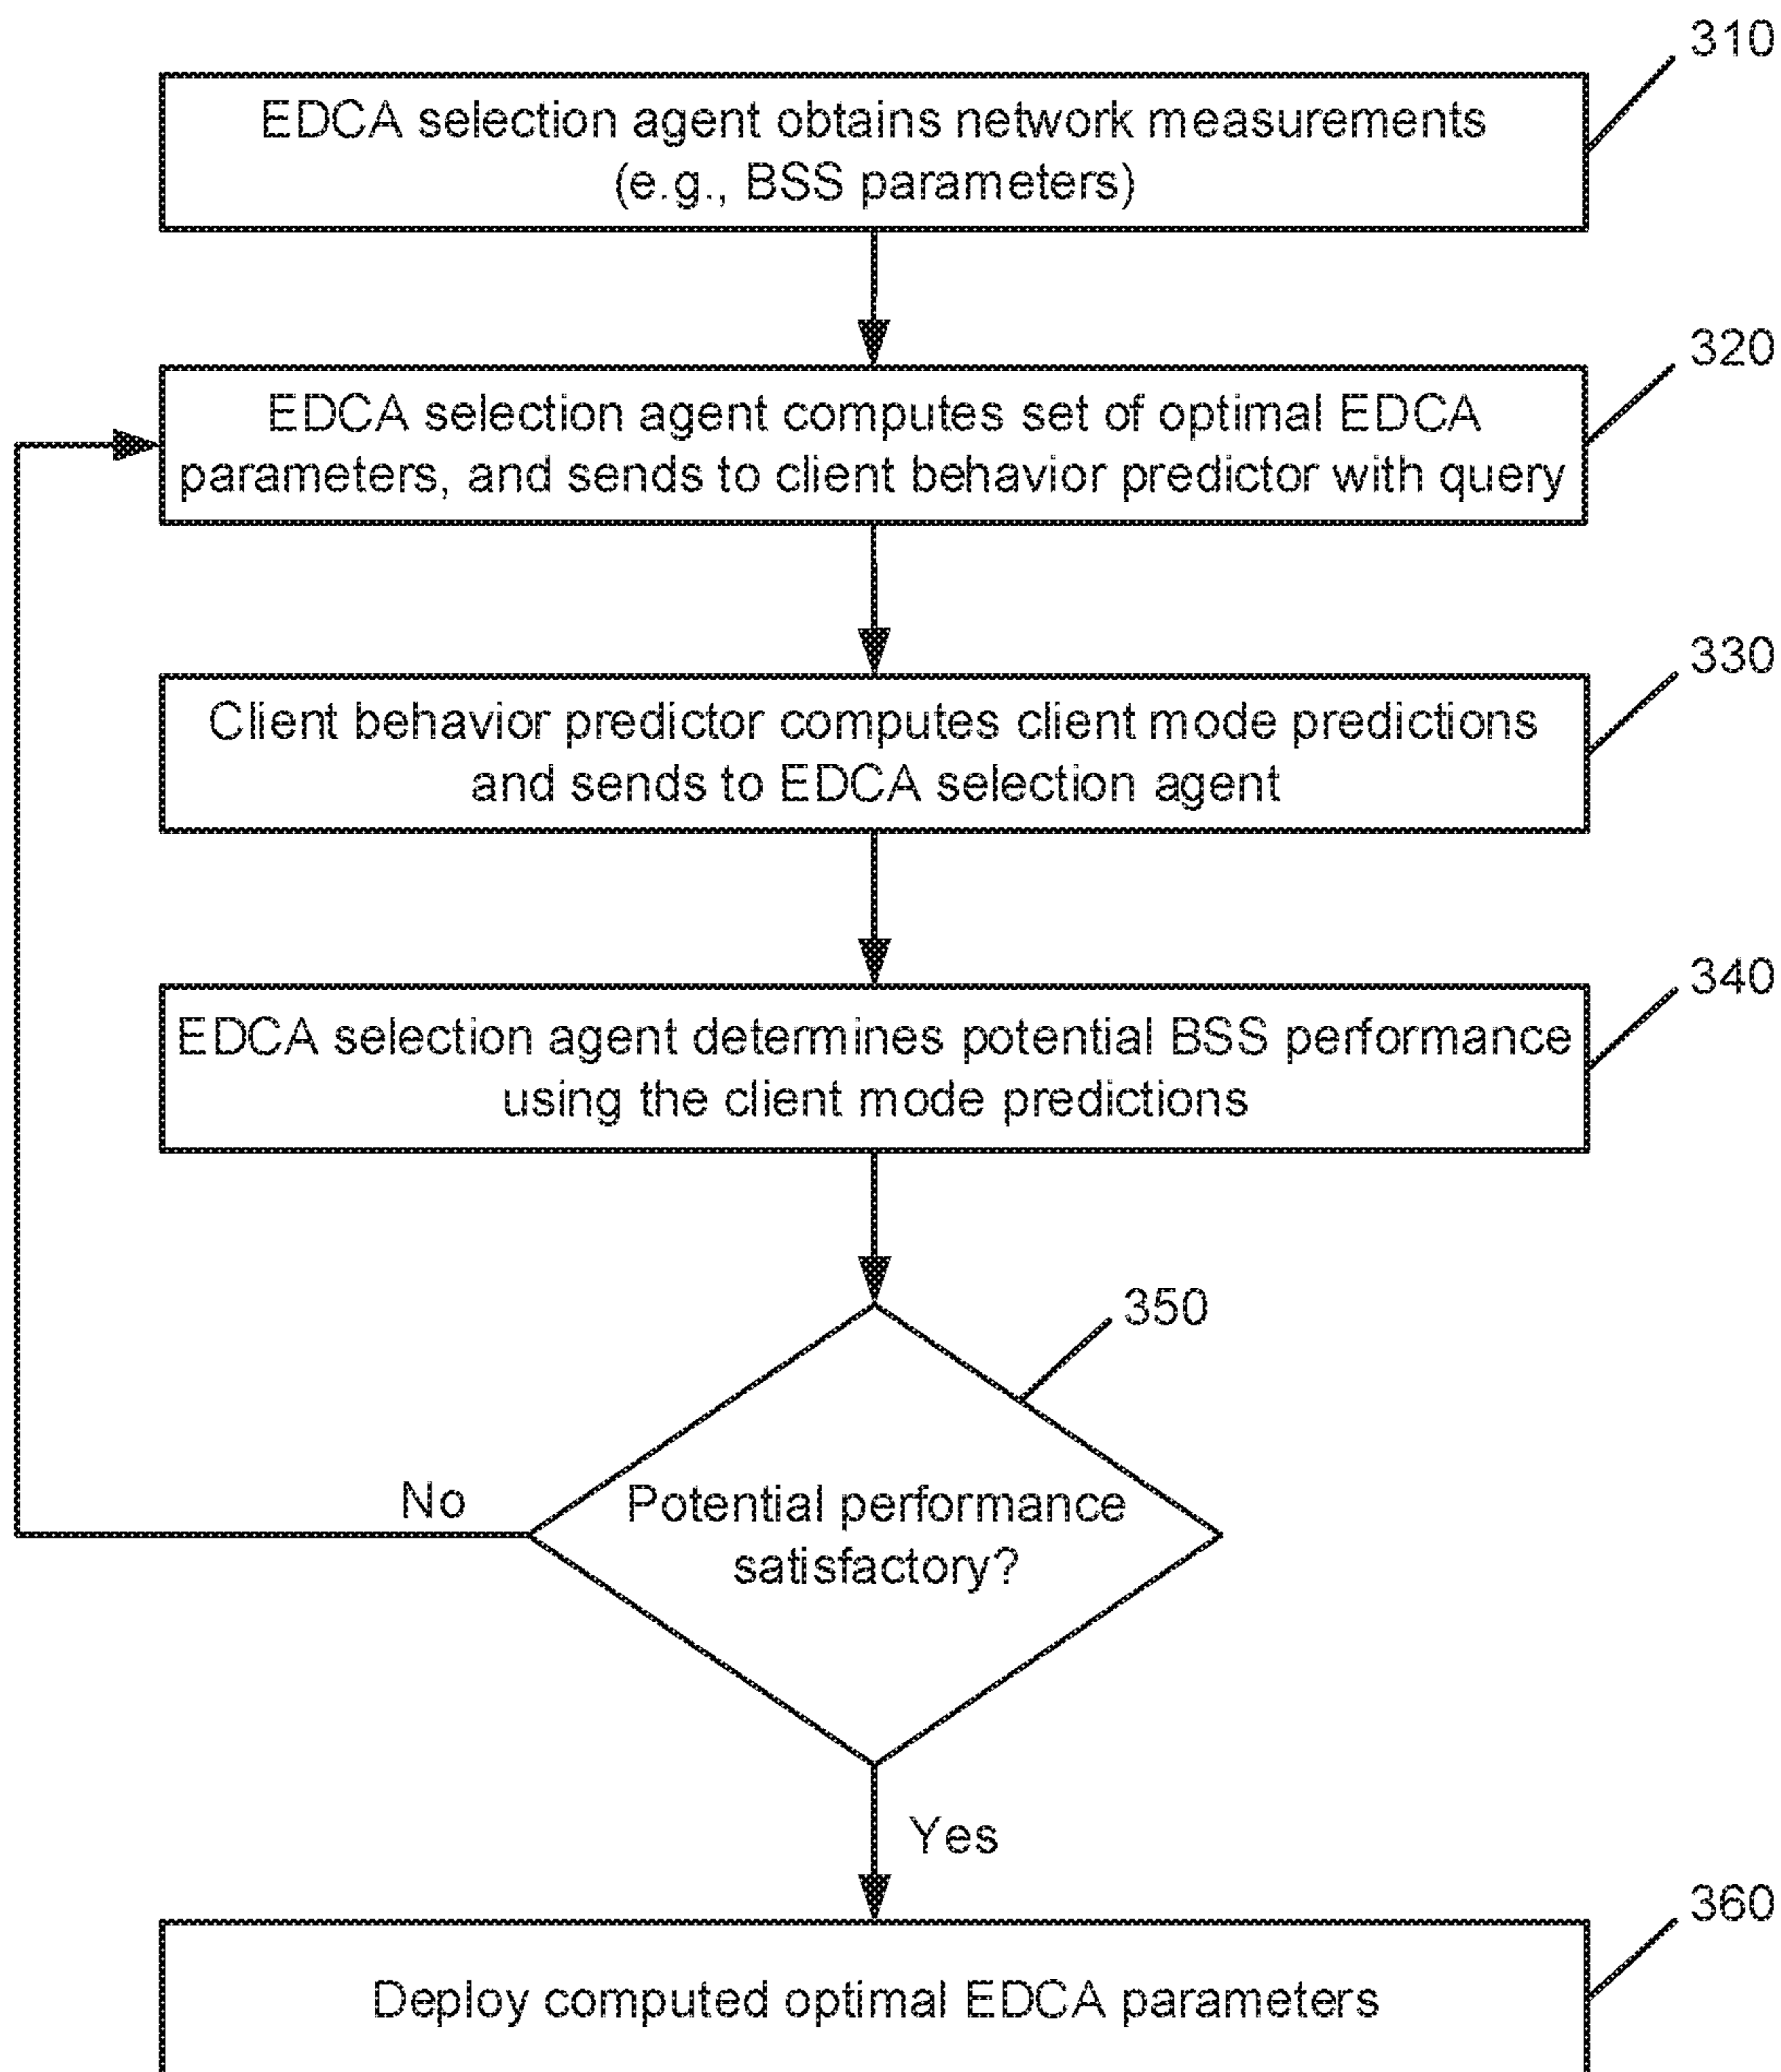 310
EDCA selection agent obtains network measurements
(e.g., BSS parameters)
320
EDCA selection agent computes set of optimal EDCA
parameters, and sends to client behavior predictor with query
330
Client behavior predictor computes client mode predictions
and sends to EDCA selection agent
340
EDCA selection agent determines potential BSS performance
using the client mode predictions
350
No
Potential performance
satisfactory?
Yes
360
Deploy computed optimal EDCA parameters